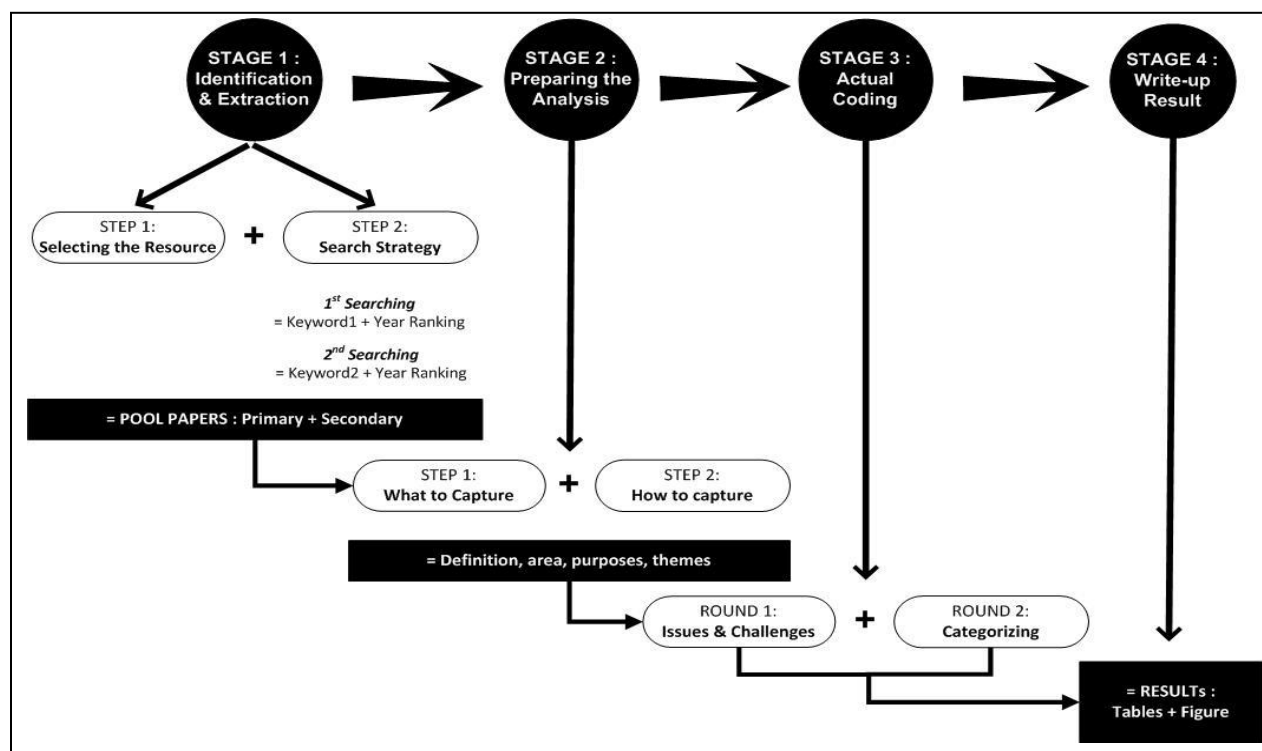 STAGE 1 :
Identification
& Extraction
STAGE 2 :
Preparing the
Analysis
STAGE 3 :
Actual
Coding
STAGE 4 :
Write-up
Result
STEP 1:
Selecting the Resource
+
STEP 2:
Search Strategy
1st Searching
= Keyword1 + Year Ranking
2nd Searching
= Keyword2 + Year Ranking
= POOL PAPERS : Primary + Secondary
STEP 1:
What to Capture
+
STEP 2:
How to capture
= Definition, area, purposes, themes
ROUND 1:
Issues & Challenges
+
ROUND 2:
Categorizing
= RESULTs :
Tables + Figure